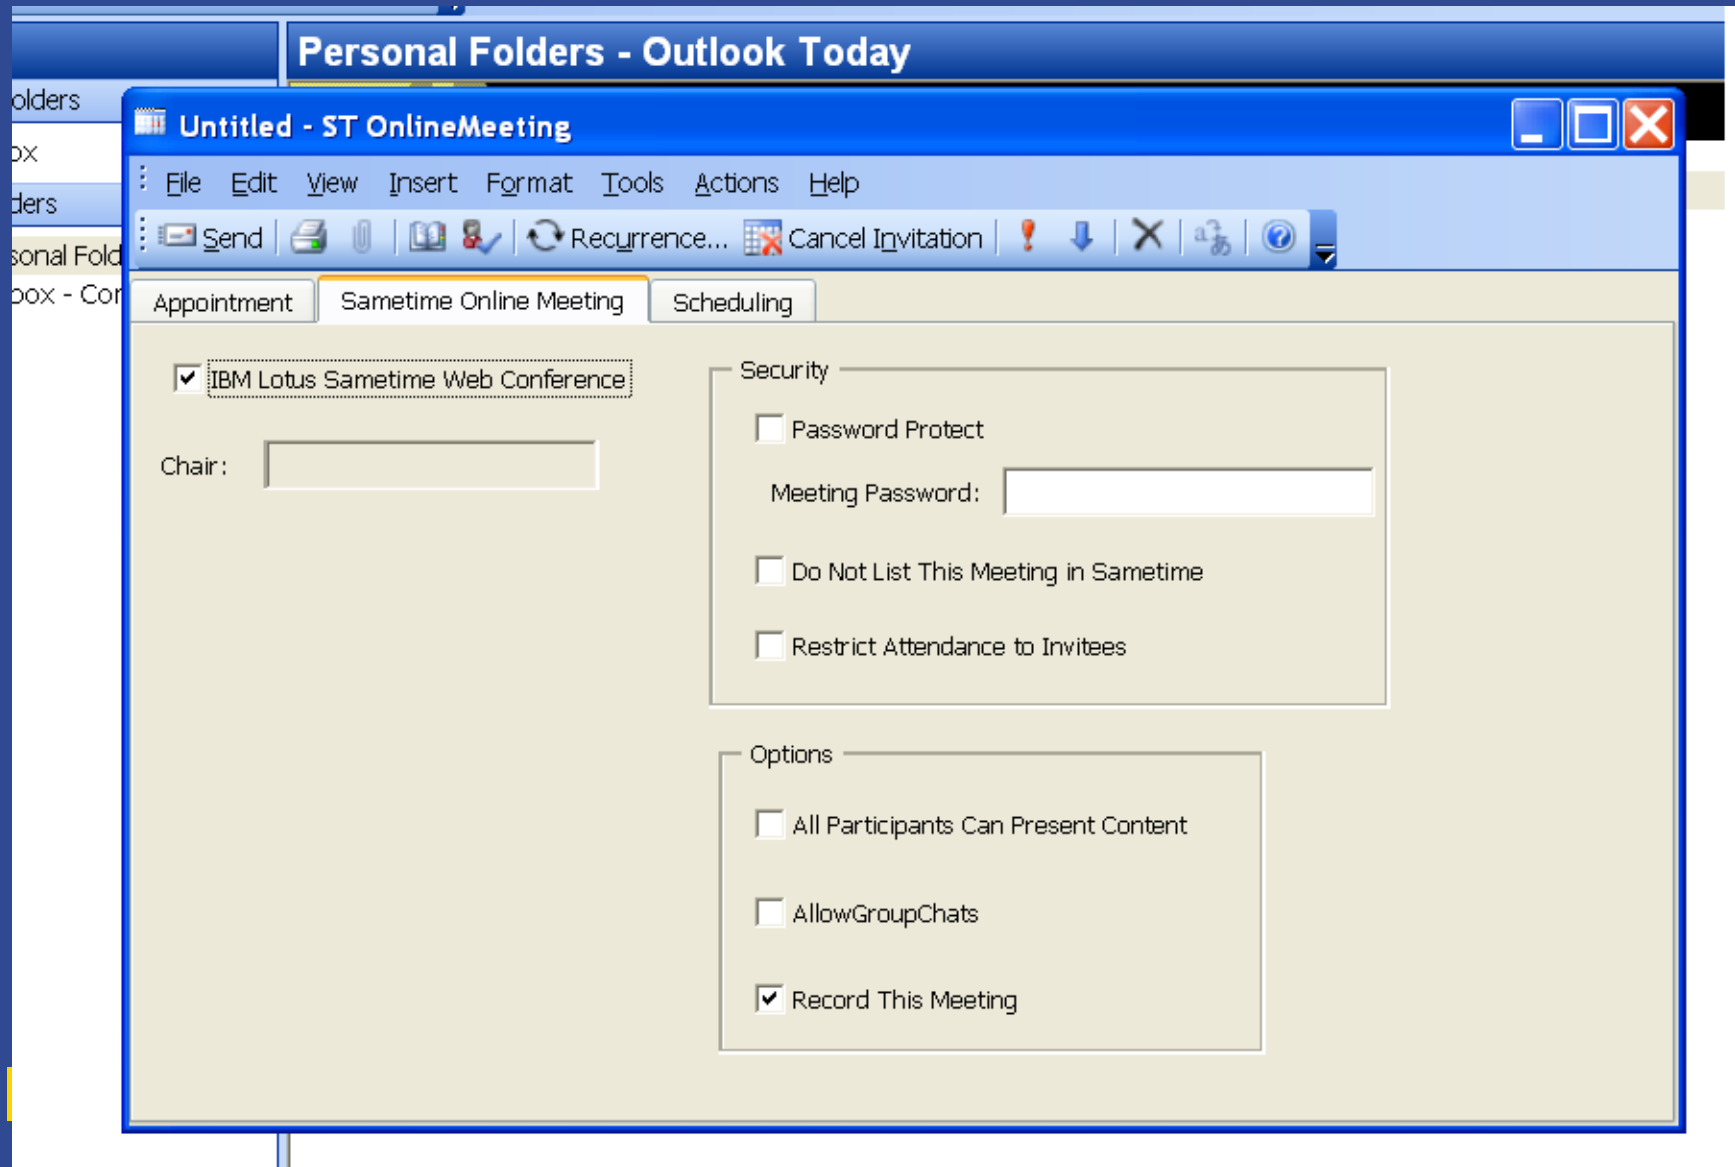 Personal Folders - Outlook Today
olders
ox
ders
sonal Fold
box - Cor
Untitled - ST OnlineMeeting
File Edit View Insert Format Tools Actions Help
Send Recurrence... Cancel Invitation
Appointment Sametime Online Meeting Scheduling
IBM Lotus Sametime Web Conference
Chair:
Security
Password Protect
Meeting Password:
Do Not List This Meeting in Sametime
Restrict Attendance to Invitees
Options
All Participants Can Present Content
AllowGroupChats
Record This Meeting